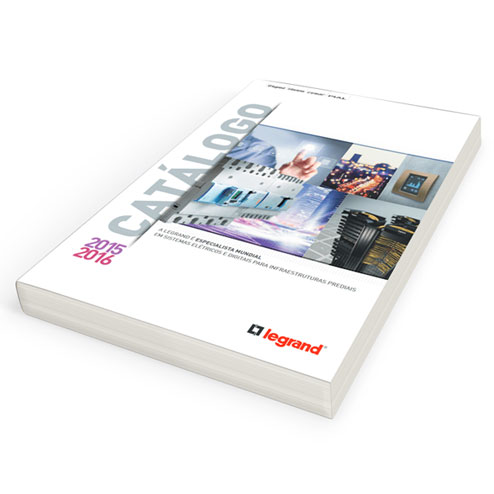 CATÁLOGO
2015
2016
A LEGRAND É ESPECIALISTA MUNDIAL
EM SISTEMAS ELÉTRICOS E DIGITAIS PARA INFRAESTRUTURAS PREDIAIS
legrand®